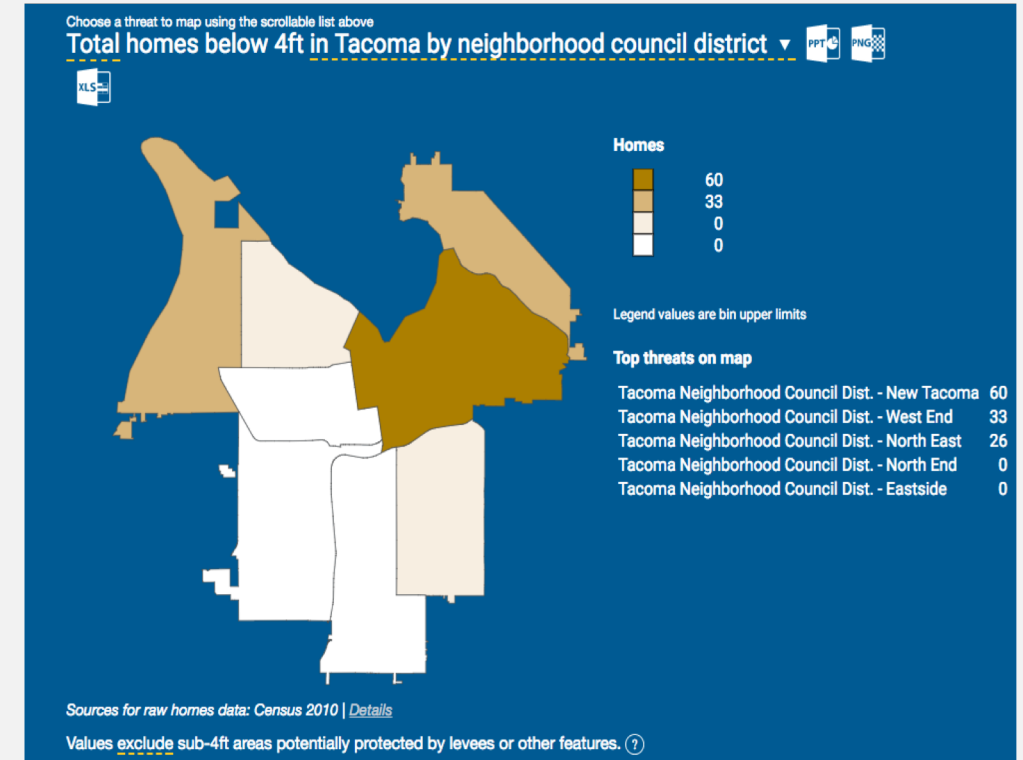 Choose a threat to map using the scrollable list above
Total homes below 4ft in Tacoma by neighborhood council district ▼
PPT
PNG
XLS
Homes
60
33
0
0
Legend values are bin upper limits
Top threats on map
Tacoma Neighborhood Council Dist. - New Tacoma 60
Tacoma Neighborhood Council Dist. - West End 33
Tacoma Neighborhood Council Dist. - North East 26
Tacoma Neighborhood Council Dist. - North End 0
Tacoma Neighborhood Council Dist. - Eastside 0
Sources for raw homes data: Census 2010 | Details
Values exclude sub-4ft areas potentially protected by levees or other features. ?